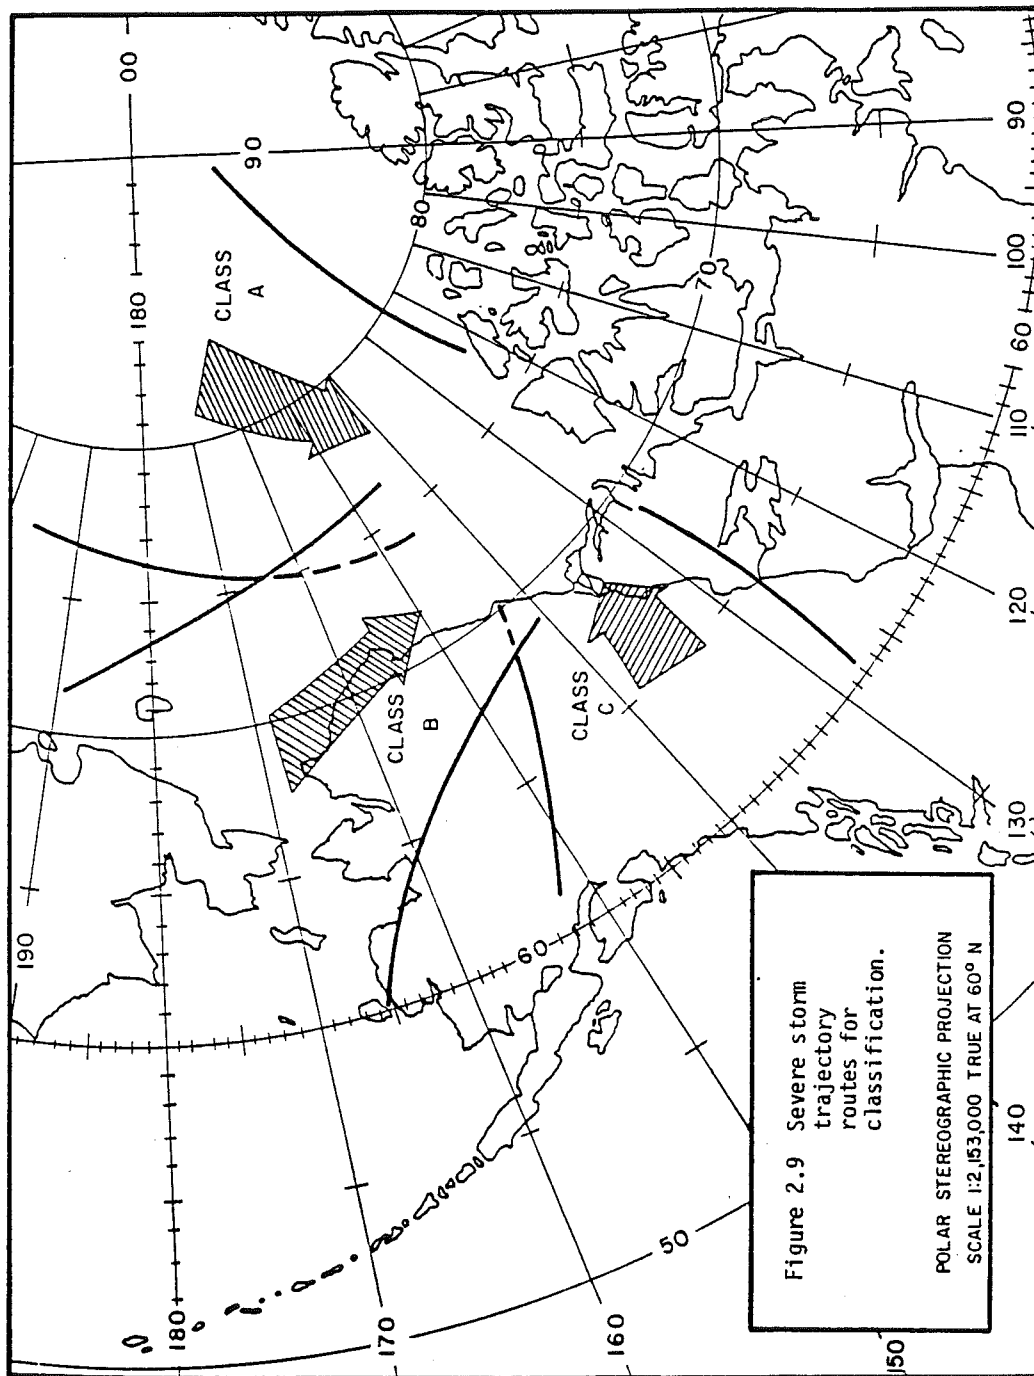 00
180
90
190
CLASS
A
80
70
CLASS
B
CLASS
C
60
50
180
170
160
150
140
130
120
110
60
100
90
Figure 2.9 Severe storm
trajectory
routes for
classification.
POLAR STEREOGRAPHIC PROJECTION
SCALE 1:2,153,000 TRUE AT 60° N